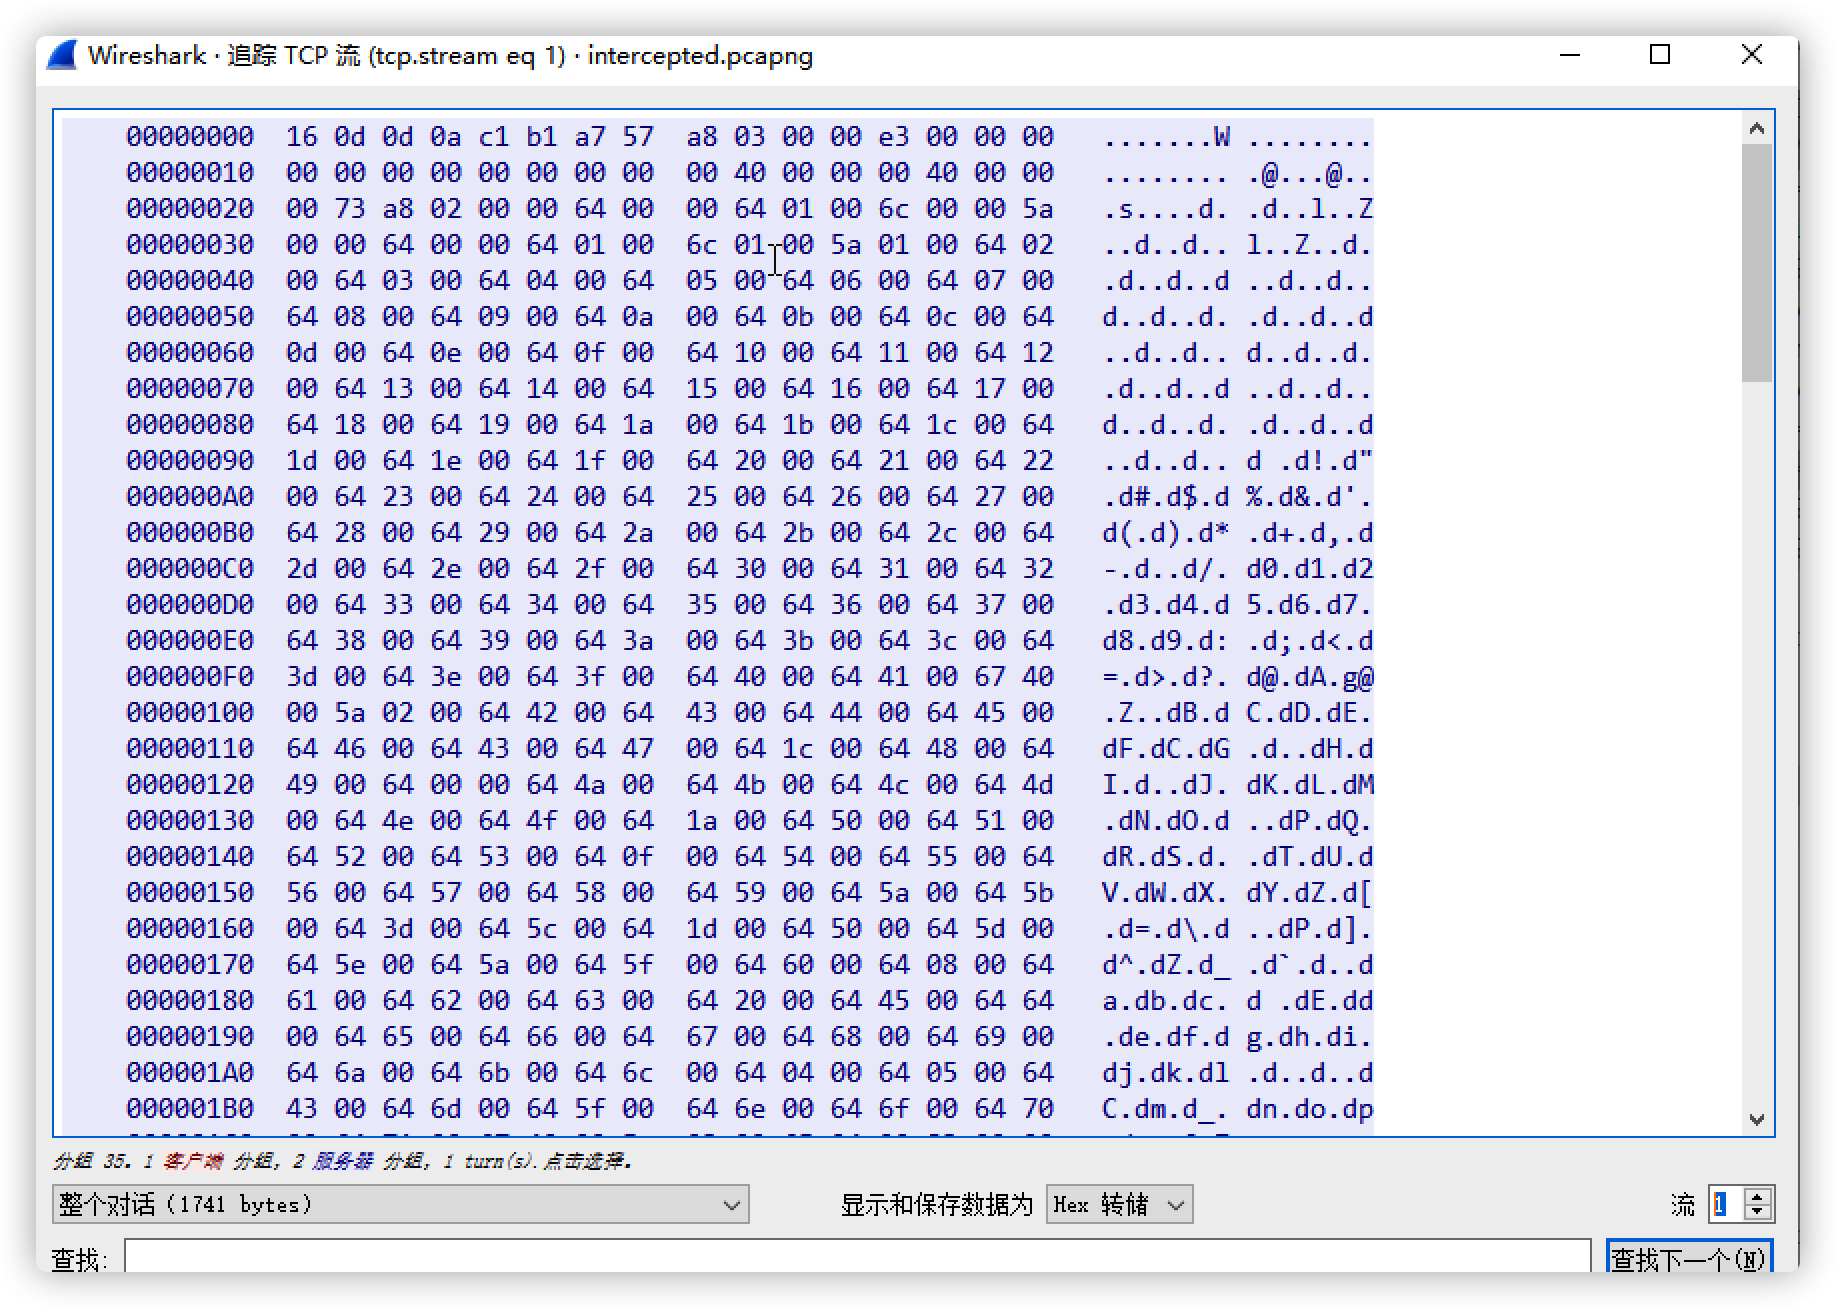 Wireshark · 追踪 TCP 流 (tcp.stream eq 1) · intercepted.pcapng
00000000 16 0d 0d 0a c1 b1 a7 57 a8 03 00 00 e3 00 00 00 .......W ........
00000010 00 00 00 00 00 00 00 00 00 40 00 00 00 40 00 00 ........ .@...@..
00000020 00 73 a8 02 00 00 64 00 00 64 01 00 6c 00 00 5a .s....d. .d..l..Z
00000030 00 00 64 00 00 64 01 00 6c 01 00 5a 01 00 64 02 ..d..d.. l..Z..d.
00000040 00 64 03 00 64 04 00 64 05 00 64 06 00 64 07 00 .d..d..d ..d..d..
00000050 64 08 00 64 09 00 64 0a 00 64 0b 00 64 0c 00 64 d..d..d. .d..d..d
00000060 0d 00 64 0e 00 64 0f 00 64 10 00 64 11 00 64 12 ..d..d.. d..d..d.
00000070 00 64 13 00 64 14 00 64 15 00 64 16 00 64 17 00 .d..d..d ..d..d..
00000080 64 18 00 64 19 00 64 1a 00 64 1b 00 64 1c 00 64 d..d..d. .d..d..d
00000090 1d 00 64 1e 00 64 1f 00 64 20 00 64 21 00 64 22 ..d..d.. d .d!.d"
000000A0 00 64 23 00 64 24 00 64 25 00 64 26 00 64 27 00 .d#.d$.d %.d&.d'.
000000B0 64 28 00 64 29 00 64 2a 00 64 2b 00 64 2c 00 64 d(.d).d* .d+.d,.d
000000C0 2d 00 64 2e 00 64 2f 00 64 30 00 64 31 00 64 32 -.d..d/. d0.d1.d2
000000D0 00 64 33 00 64 34 00 64 35 00 64 36 00 64 37 00 .d3.d4.d 5.d6.d7.
000000E0 64 38 00 64 39 00 64 3a 00 64 3b 00 64 3c 00 64 d8.d9.d: .d;.d<.d
000000F0 3d 00 64 3e 00 64 3f 00 64 40 00 64 41 00 67 40 =.d>.d?. d@.dA.g@
00000100 00 5a 02 00 64 42 00 64 43 00 64 44 00 64 45 00 .Z..dB.d C.dD.dE.
00000110 64 46 00 64 43 00 64 47 00 64 1c 00 64 48 00 64 dF.dC.dG .d..dH.d
00000120 49 00 64 00 00 64 4a 00 64 4b 00 64 4c 00 64 4d I.d..dJ. dK.dL.dM
00000130 00 64 4e 00 64 4f 00 64 1a 00 64 50 00 64 51 00 .dN.dO.d ..dP.dQ.
00000140 64 52 00 64 53 00 64 0f 00 64 54 00 64 55 00 64 dR.dS.d. .dT.dU.d
00000150 56 00 64 57 00 64 58 00 64 59 00 64 5a 00 64 5b V.dW.dX. dY.dZ.d[
00000160 00 64 3d 00 64 5c 00 64 1d 00 64 50 00 64 5d 00 .d=.d\.d ..dP.d].
00000170 64 5e 00 64 5a 00 64 5f 00 64 60 00 64 08 00 64 d^.dZ.d_ .d`.d..d
00000180 61 00 64 62 00 64 63 00 64 20 00 64 45 00 64 64 a.db.dc. d .dE.dd
00000190 00 64 65 00 64 66 00 64 67 00 64 68 00 64 69 00 .de.df.d g.dh.di.
000001A0 64 6a 00 64 6b 00 64 6c 00 64 04 00 64 05 00 64 dj.dk.dl .d..d..d
000001B0 43 00 64 6d 00 64 5f 00 64 6e 00 64 6f 00 64 70 C.dm.d_. dn.do.dp
分组 35. 1 客户端 分组, 2 服务器 分组, 1 turn(s). 点击选择.
整个对话 (1741 bytes) 显示和保存数据为 Hex 转储 流 1
查找: 查找下一个(N)